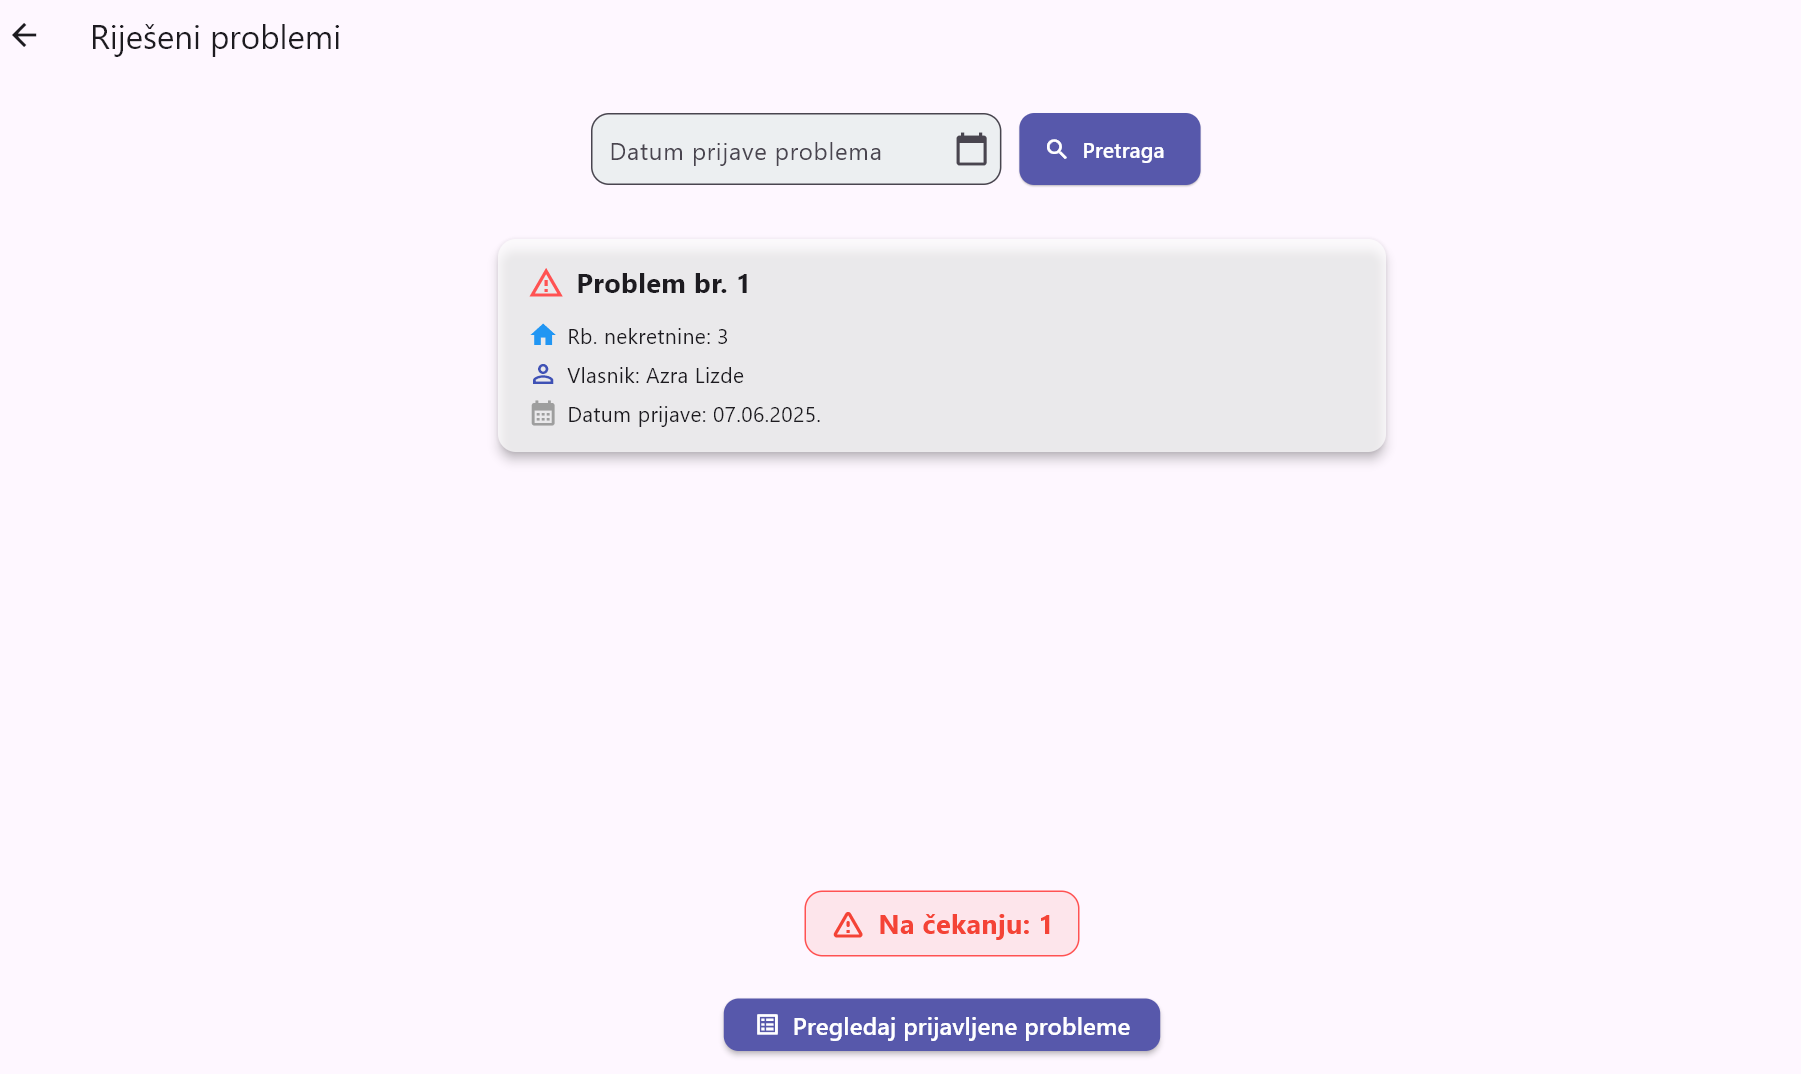 Riješeni problemi
Datum prijave problema
Pretraga
Problem br. 1
Rb. nekretnine: 3
Vlasnik: Azra Lizde
Datum prijave: 07.06.2025.
Na čekanju: 1
Pregledaj prijavljene probleme